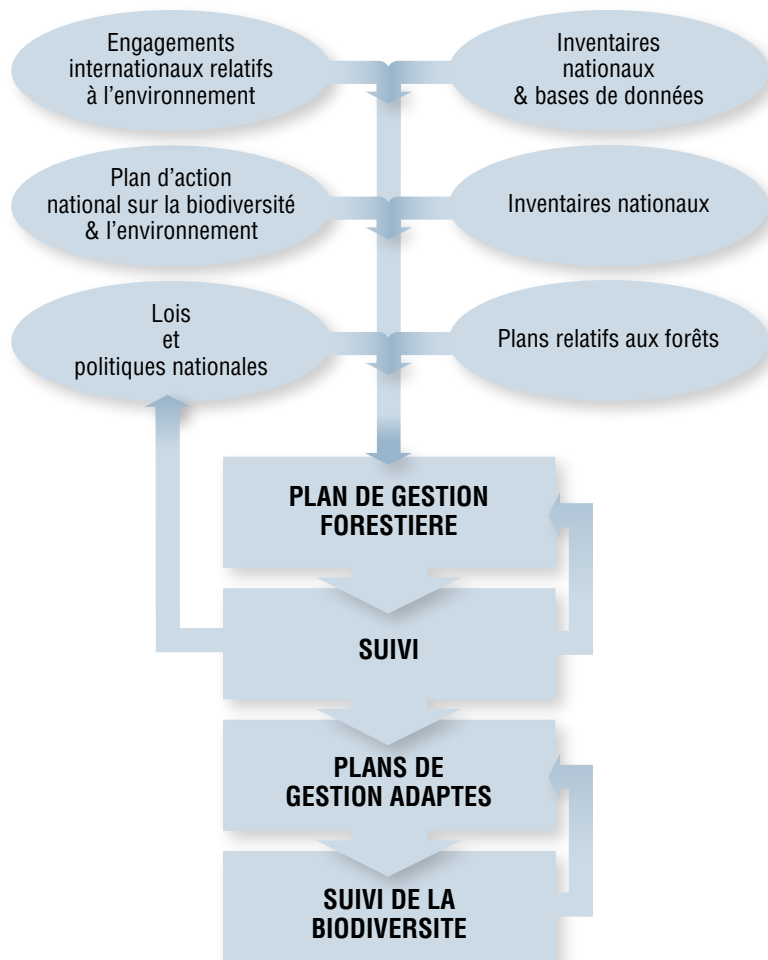 Engagements
internationaux relatifs
à l’environnement
Inventaires
nationaux
& bases de données
Plan d’action
national sur la biodiversité
& l’environnement
Inventaires nationaux
Lois
et
politiques nationales
Plans relatifs aux forêts
PLAN DE GESTION
FORESTIERE
SUIVI
PLANS DE
GESTION ADAPTES
SUIVI DE LA
BIODIVERSITE